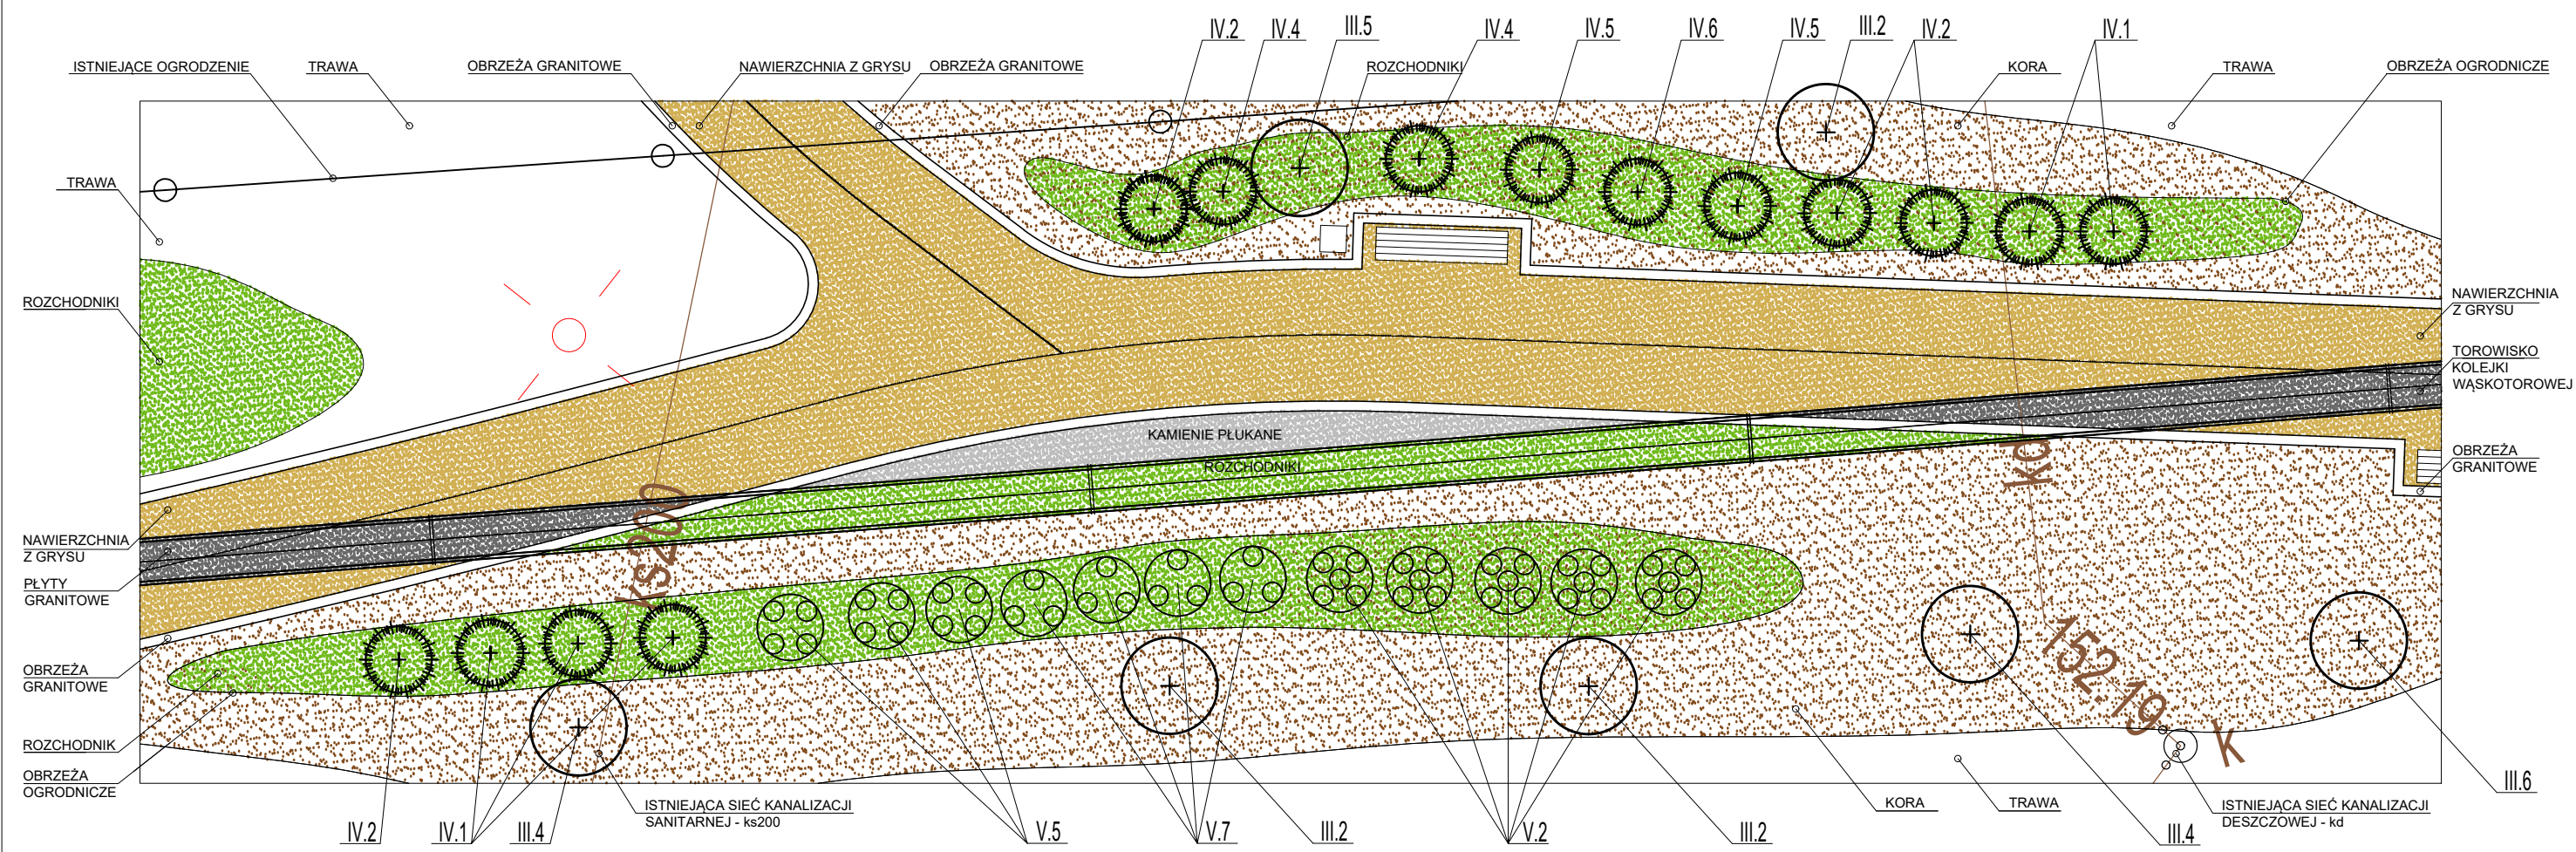 IV.2
IV.4
III.5
IV.4
IV.5
IV.6
IV.5
III.2
IV.2
IV.1
ISTNIEJĄCE OGRODZENIE
TRAWA
OBRZEŻA GRANITOWE
NAWIERZCHNIA Z GRYSU
OBRZEŻA GRANITOWE
ROZCHODNIKI
KORA
TRAWA
OBRZEŻA OGRODNICZE
TRAWA
ROZCHODNIKI
NAWIERZCHNIA
Z GRYSU
TOROWISKO
KOLEJKI
WĄSKOTOROWEJ
KAMIENIE PŁUKANE
ROZCHODNIKI
OBRZEŻA
GRANITOWE
kd
ks200
NAWIERZCHNIA
Z GRYSU
PŁYTY
GRANITOWE
OBRZEŻA
GRANITOWE
152.19
k
ROZCHODNIK
OBRZEŻA
OGRODNICZE
ISTNIEJĄCA SIEĆ KANALIZACJI
SANITARNEJ - ks200
KORA
TRAWA
ISTNIEJĄCA SIEĆ KANALIZACJI
DESZCZOWEJ - kd
III.6
IV.2
IV.1
III.4
V.5
V.7
III.2
V.2
III.2
III.4